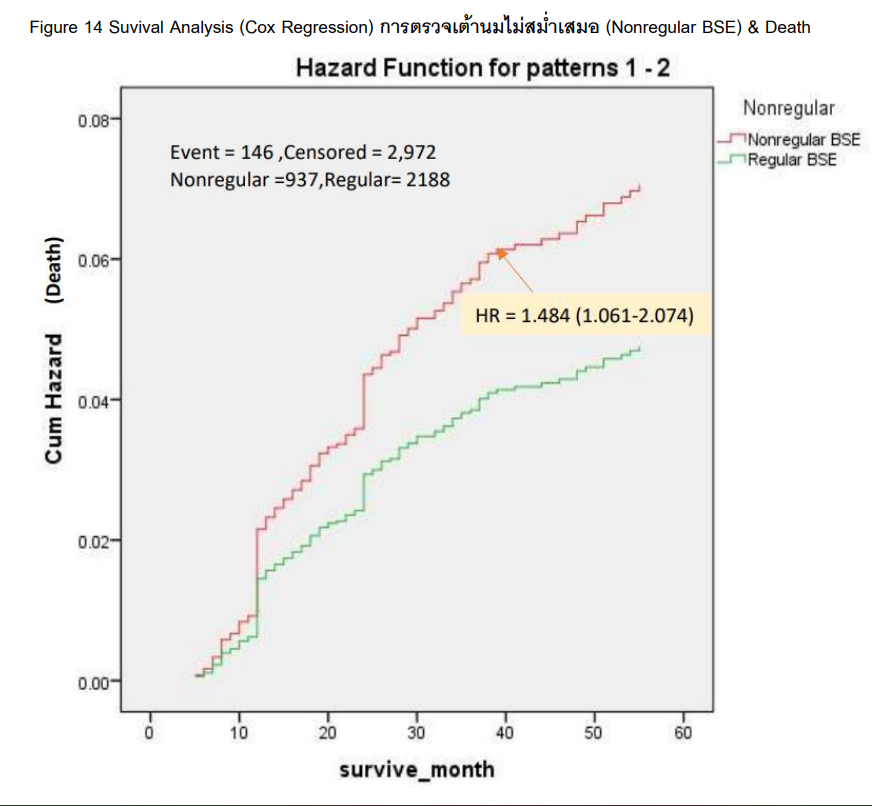 Figure 14 Suvival Analysis (Cox Regression) การตรวจเต้านมไม่สม่ำเสมอ (Nonregular BSE) & Death
Hazard Function for patterns 1 - 2
Nonregular
Nonregular BSE
Regular BSE
Event = 146 ,Censored = 2,972
Nonregular =937,Regular= 2188
HR = 1.484 (1.061-2.074)
Cum Hazard (Death)
0.08
0.06
0.04
0.02
0.00
0 10 20 30 40 50 60
survive_month